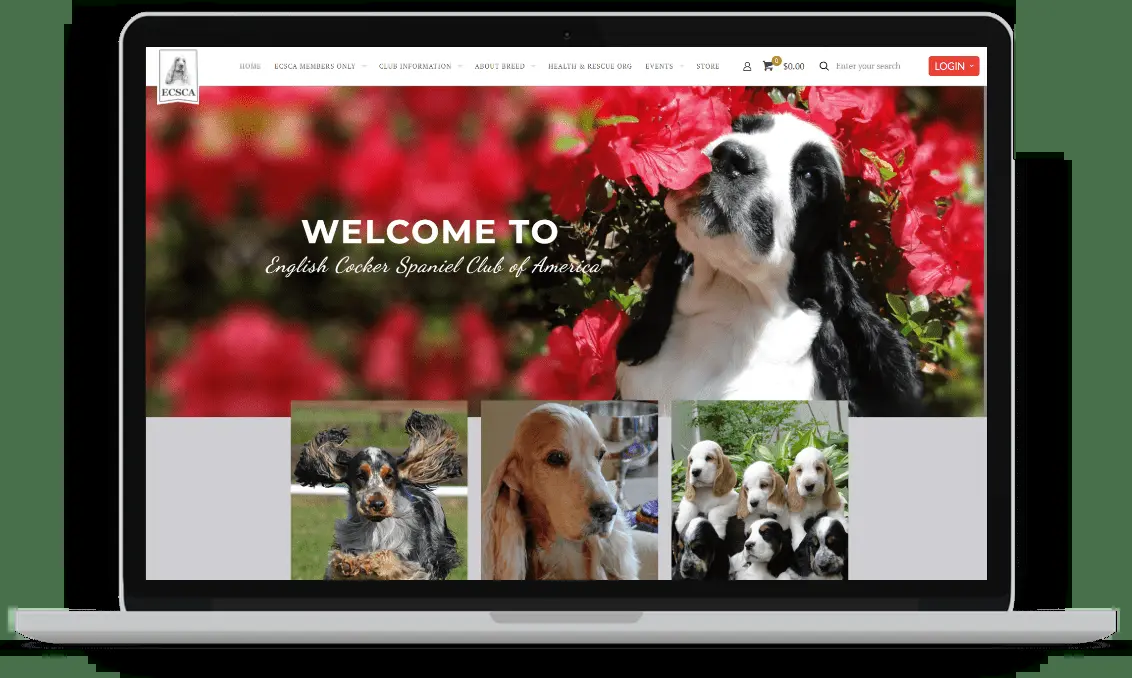 ECSCA
HOME ECSCA MEMBERS ONLY CLUB INFORMATION ABOUT BREED HEALTH & RESCUE ORG EVENTS STORE 0 $0.00 Enter your search LOGIN
WELCOME TO
English Cocker Spaniel Club of America